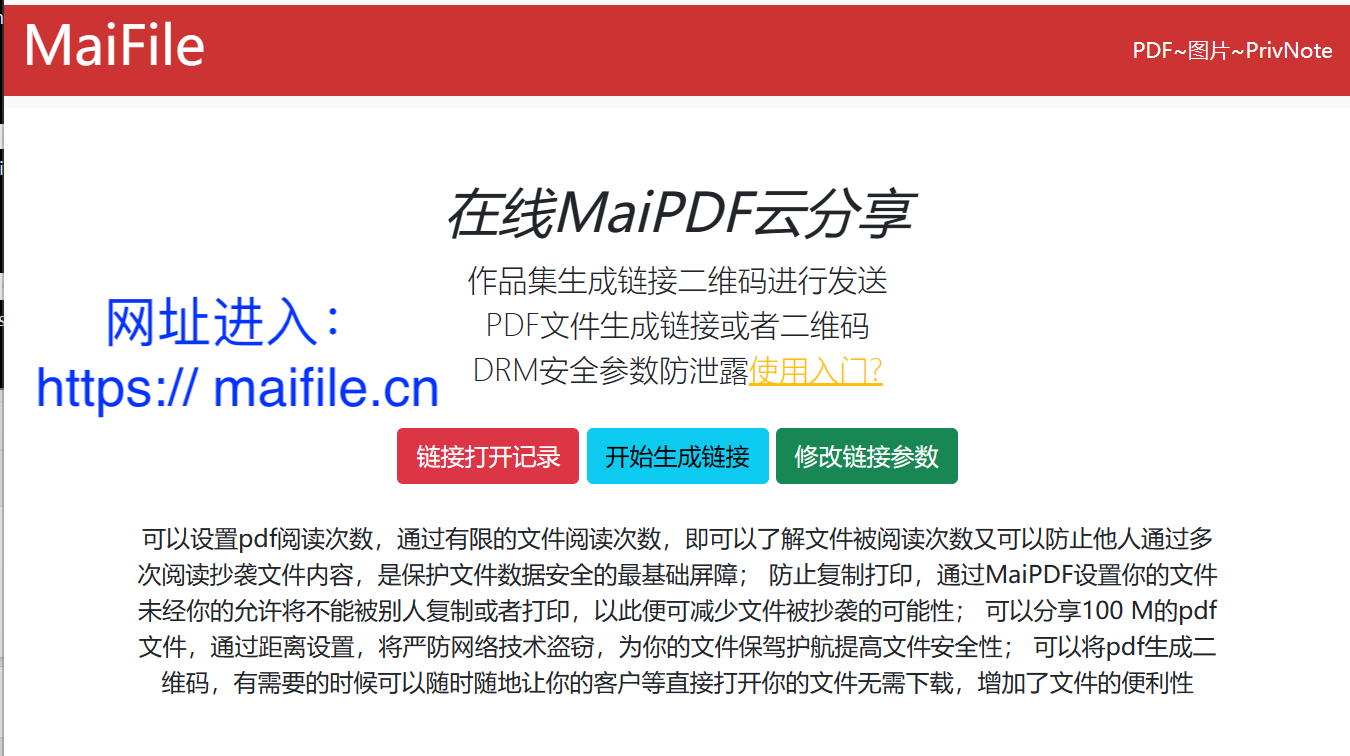 MaiFile
PDF~图片~PrivNote
在线MaiPDF云分享
作品集生成链接二维码进行发送
PDF文件生成链接或者二维码
DRM安全参数防泄露使用入门?
网址进入：
https:// maifile.cn
链接打开记录
开始生成链接
修改链接参数
可以设置pdf阅读次数，通过有限的文件阅读次数，即可以了解文件被阅读次数又可以防止他人通过多
次阅读抄袭文件内容，是保护文件数据安全的最基础屏障； 防止复制打印，通过MaiPDF设置你的文件
未经你的允许将不能被别人复制或者打印，以此便可减少文件被抄袭的可能性； 可以分享100 M的pdf
文件，通过距离设置，将严防网络技术盗窃，为你的文件保驾护航提高文件安全性； 可以将pdf生成二
维码，有需要的时候可以随时随地让你的客户等直接打开你的文件无需下载，增加了文件的便利性